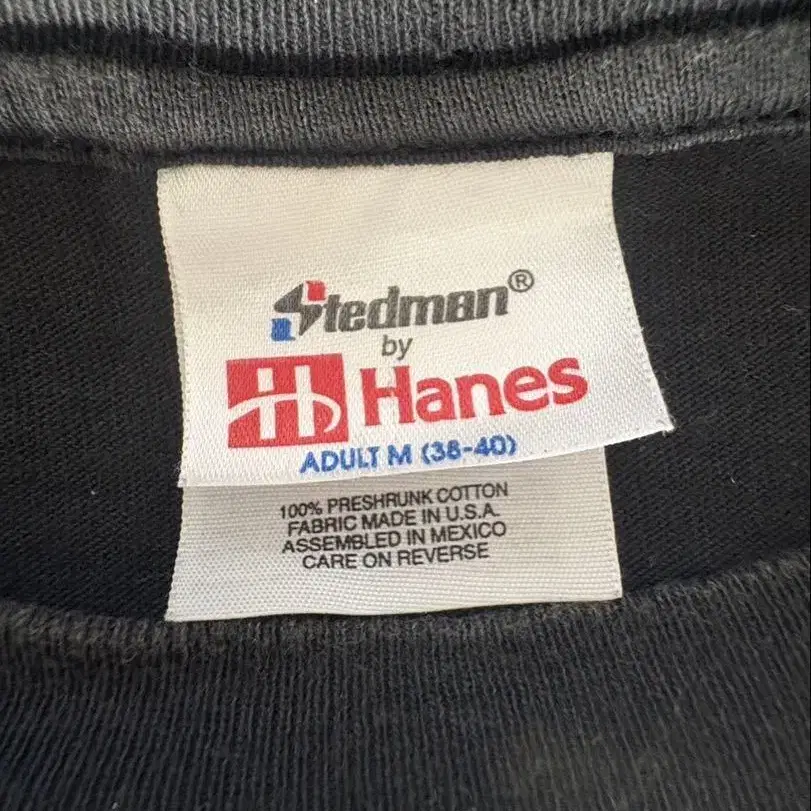 Stedman®
by
H Hanes
ADULT M (38-40)
100% PRESHRUNK COTTON
FABRIC MADE IN U.S.A.
ASSEMBLED IN MEXICO
CARE ON REVERSE